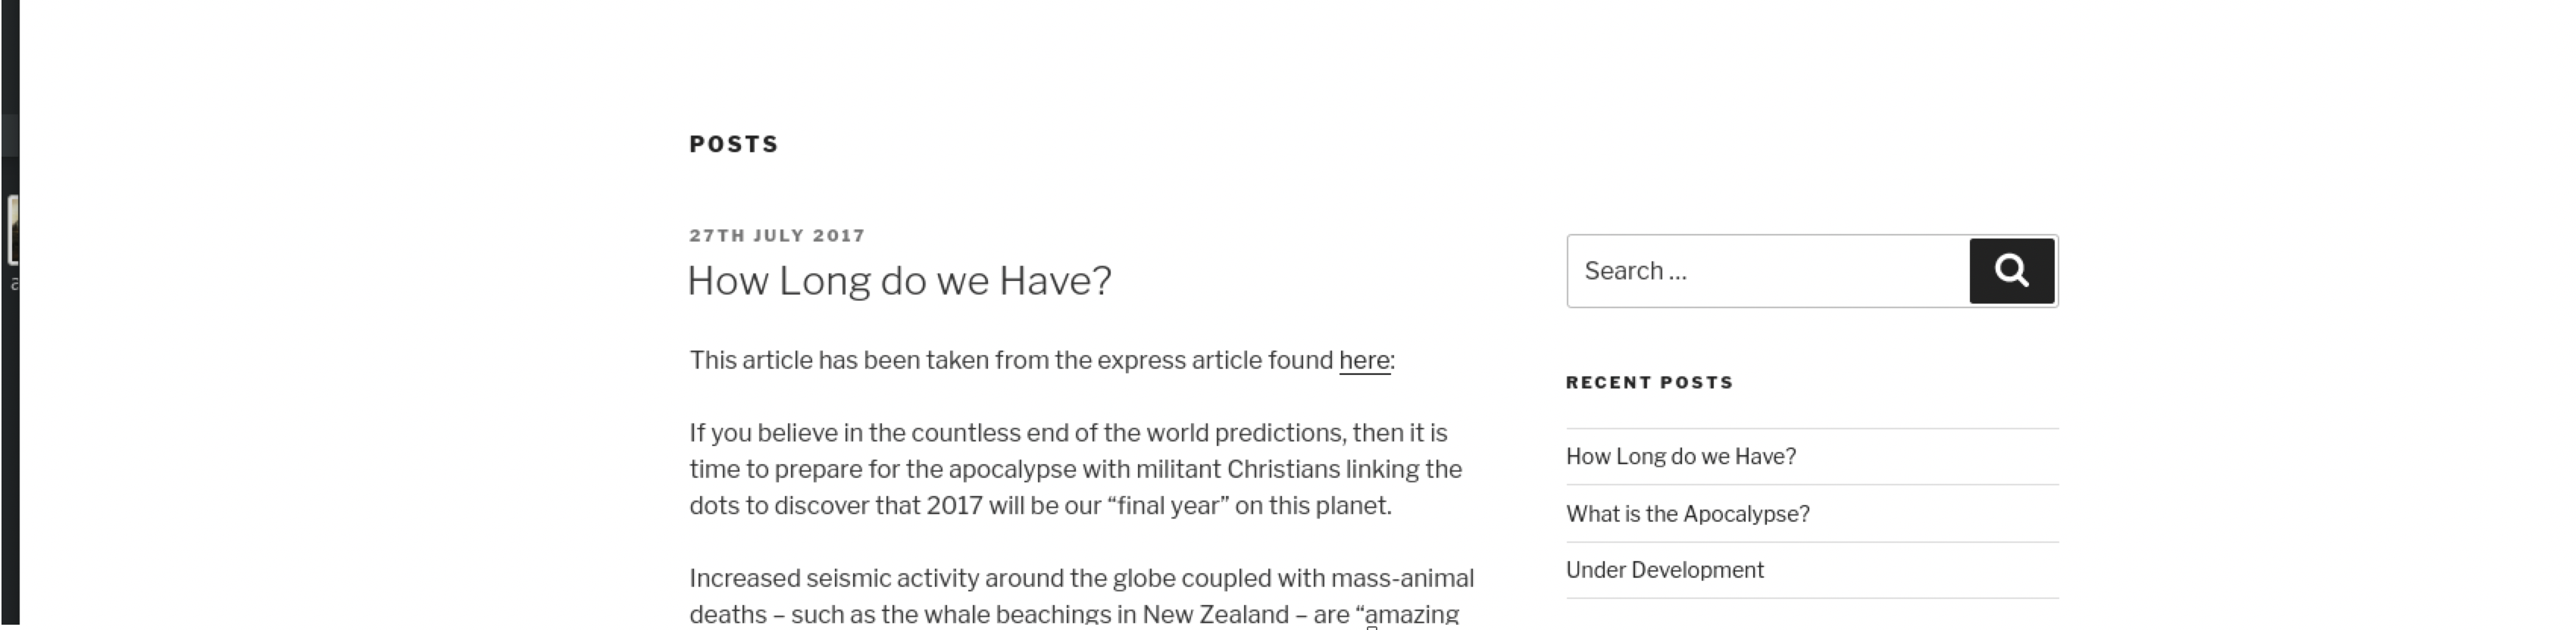 POSTS
27TH JULY 2017
How Long do we Have?
This article has been taken from the express article found here:
If you believe in the countless end of the world predictions, then it is
time to prepare for the apocalypse with militant Christians linking the
dots to discover that 2017 will be our “final year” on this planet.
Increased seismic activity around the globe coupled with mass-animal
deaths – such as the whale beachings in New Zealand – are “amazing
Search …
RECENT POSTS
How Long do we Have?
What is the Apocalypse?
Under Development